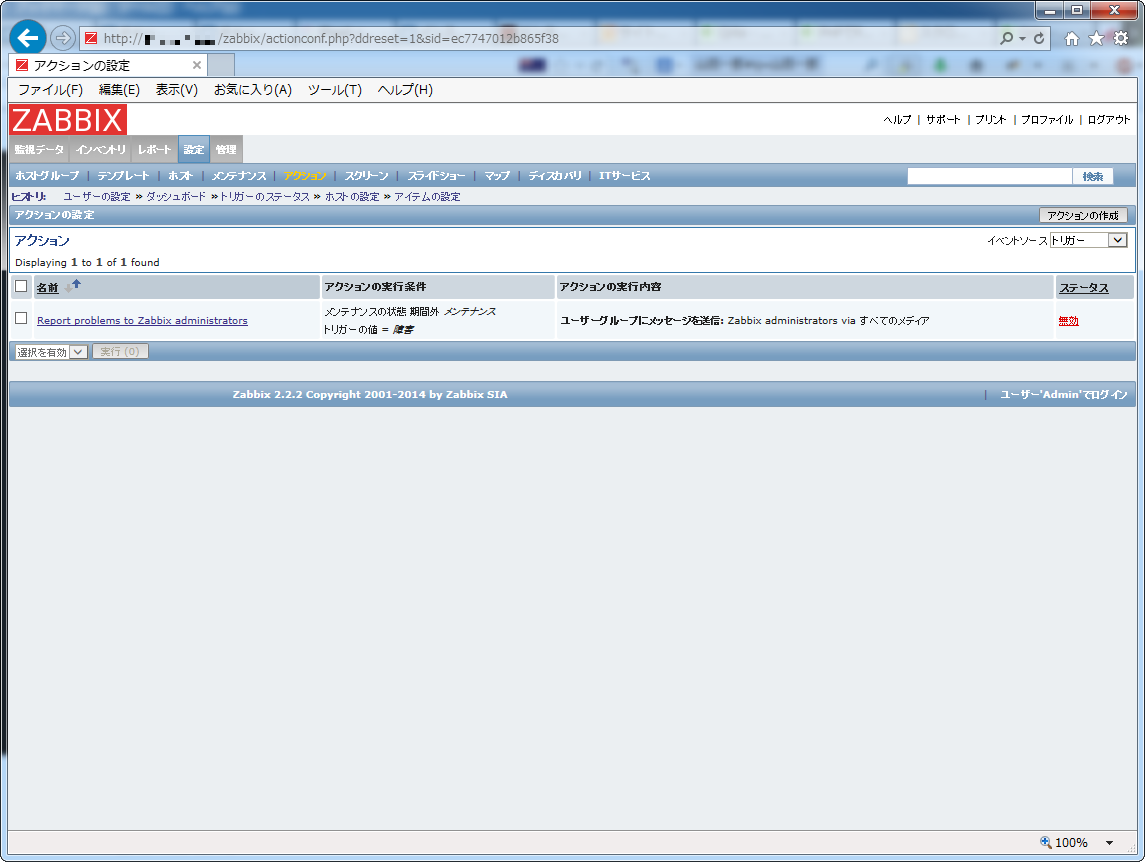 http:// /zabbix/actionconf.php?ddreset=1&sid=ec7747012b865f38
アクションの設定
ファイル(F) 編集(E) 表示(V) お気に入り(A) ツール(T) ヘルプ(H)
ZABBIX
ヘルプ | サポート | プリント | プロファイル | ログアウト
監視データ インベントリ レポート 設定 管理
ホストグループ | テンプレート | ホスト | メンテナンス | アクション | スクリーン | スライドショー | マップ | ディスカバリ | ITサービス 検索
ヒストリ: ユーザーの設定 » ダッシュボード » トリガーのステータス » ホストの設定 » アイテムの設定
アクションの設定 アクションの作成
アクション イベントソース トリガー
Displaying 1 to 1 of 1 found
名前 アクションの実行条件 アクションの実行内容 ステータス
Report problems to Zabbix administrators メンテナンスの状態 期間外 メンテナンス ユーザーグループにメッセージを送信: Zabbix administrators via すべてのメディア 無効
トリガーの値 = 障害
選択を有効 実行 (0)
Zabbix 2.2.2 Copyright 2001-2014 by Zabbix SIA | ユーザー'Admin'でログイン
100%